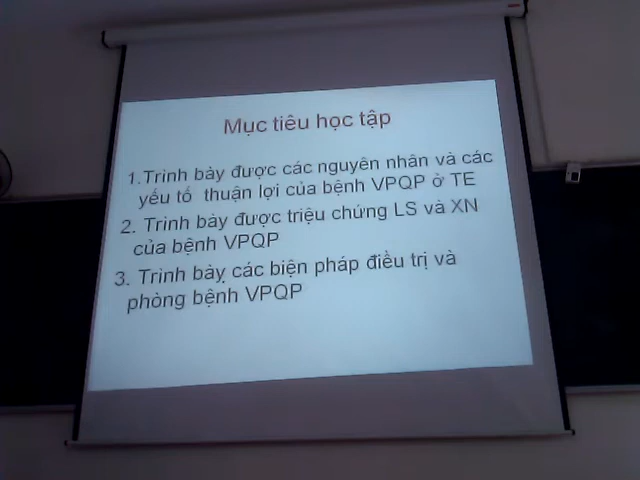 Mục tiêu học tập
1.Trình bày được các nguyên nhân và các
yếu tố thuận lợi của bệnh VPQP ở TE
2. Trình bày được triệu chứng LS và XN
của bệnh VPQP
3. Trình bày các biện pháp điều trị và
phòng bệnh VPQP